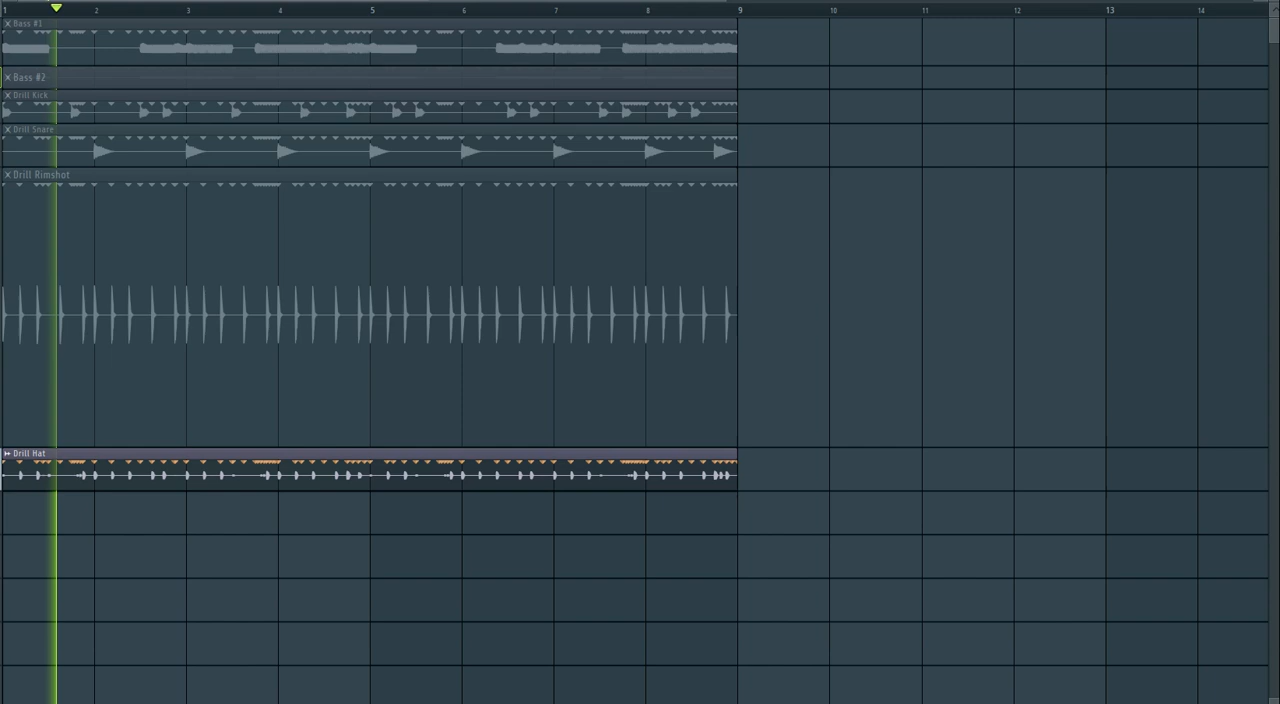 1 2 3 4 5 6 7 8 9 10 11 12 13 14
Bass #1
Bass #2
Drill Kick
Drill Snare
Drill Rimshot
Drill Hat